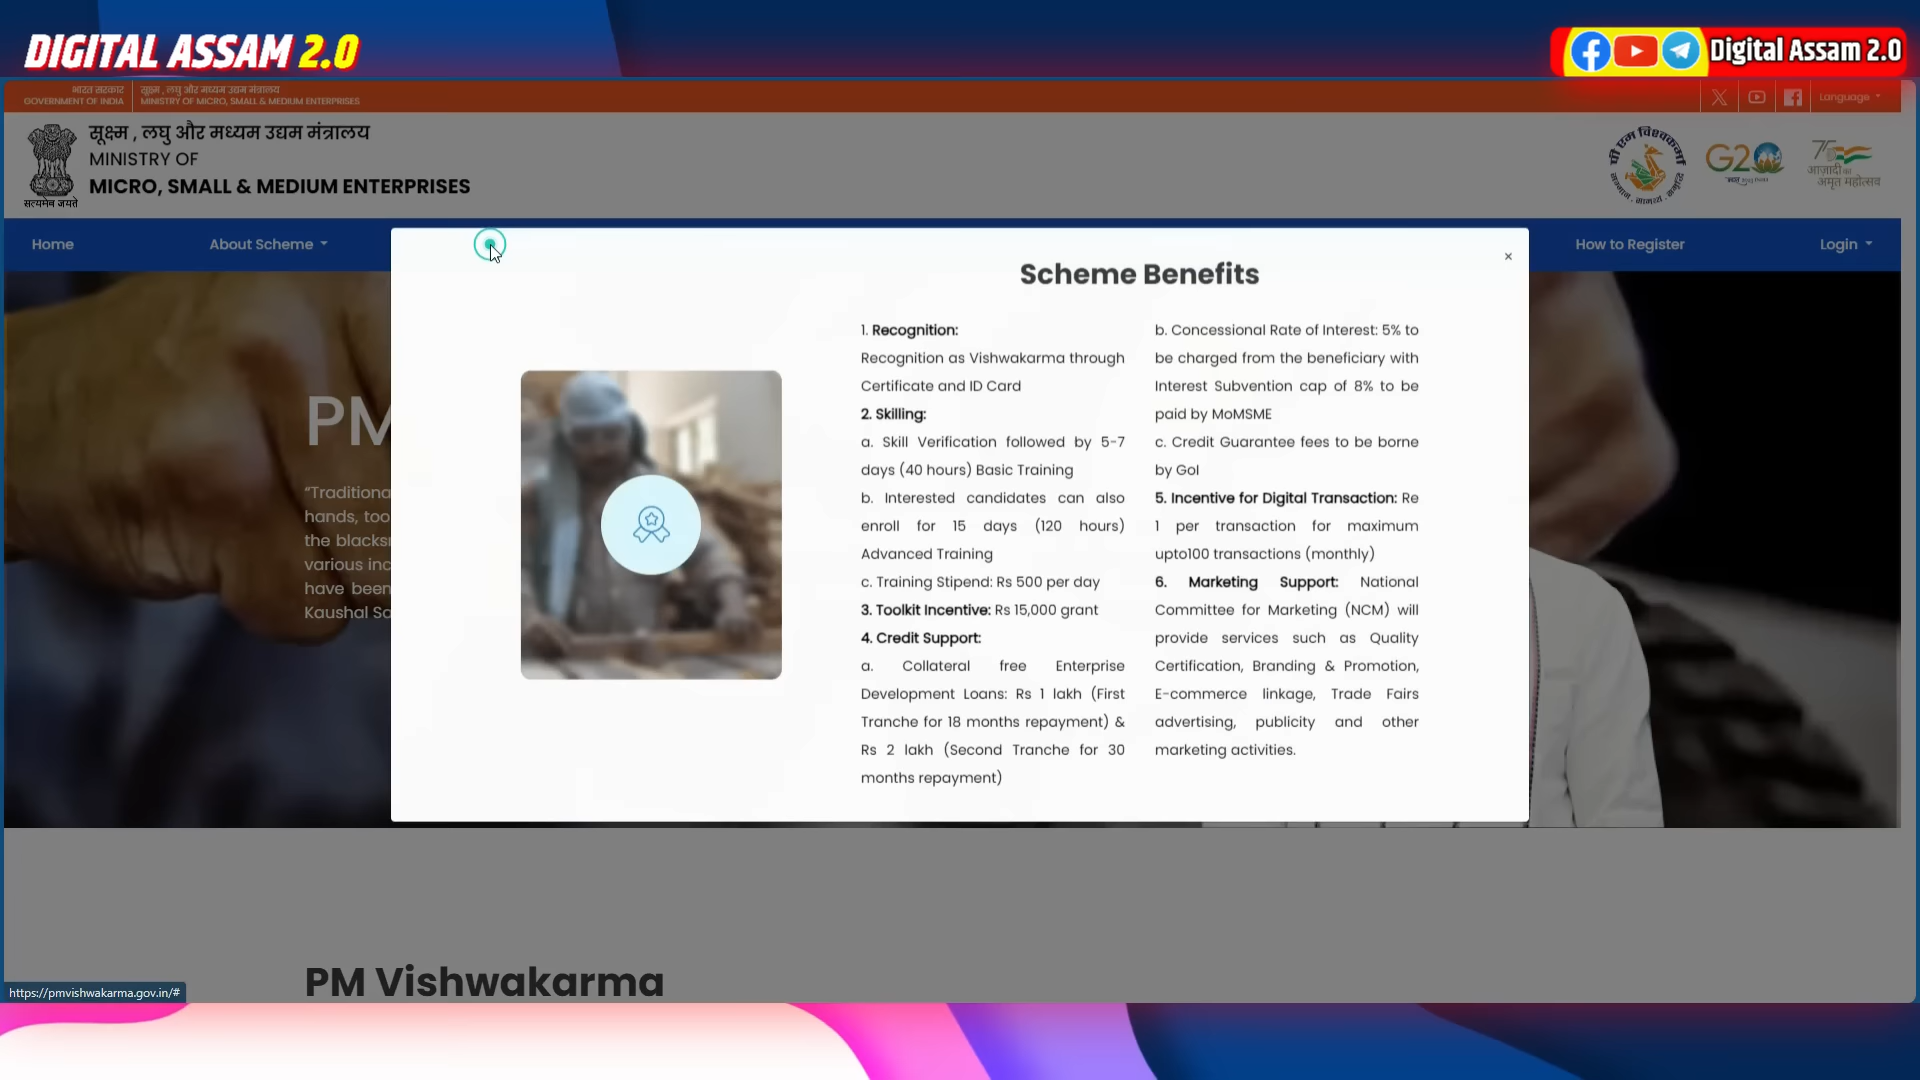 DIGITAL ASSAM 2.0
Digital Assam 2.0
भारत सरकार
GOVERNMENT OF INDIA
सूक्ष्म , लघु और मध्यम उद्यम मंत्रालय
MINISTRY OF MICRO, SMALL & MEDIUM ENTERPRISES
Language
सत्यमेव जयते
सूक्ष्म , लघु और मध्यम उद्यम मंत्रालय
MINISTRY OF
MICRO, SMALL & MEDIUM ENTERPRISES
पी एम विश्वकर्मा
सम्मान . सामर्थ्य . समृद्धि
G20
75
आज़ादी का
अमृत महोत्सव
Home
About Scheme
How to Register
Login
×
Scheme Benefits
1. Recognition:
Recognition as Vishwakarma through
Certificate and ID Card
2. Skilling:
a. Skill Verification followed by 5-7
days (40 hours) Basic Training
b. Interested candidates can also
enroll for 15 days (120 hours)
Advanced Training
c. Training Stipend: Rs 500 per day
3. Toolkit Incentive: Rs 15,000 grant
4. Credit Support:
a. Collateral free Enterprise
Development Loans: Rs 1 lakh (First
Tranche for 18 months repayment) &
Rs 2 lakh (Second Tranche for 30
months repayment)
b. Concessional Rate of Interest: 5% to
be charged from the beneficiary with
Interest Subvention cap of 8% to be
paid by MoMSME
c. Credit Guarantee fees to be borne
by GoI
5. Incentive for Digital Transaction: Re
1 per transaction for maximum
upto100 transactions (monthly)
6. Marketing Support: National
Committee for Marketing (NCM) will
provide services such as Quality
Certification, Branding & Promotion,
E-commerce linkage, Trade Fairs
advertising, publicity and other
marketing activities.
PM
"Traditiona
hands, too
the blacks
various inc
have been
Kaushal Sa
PM Vishwakarma
https://pmvishwakarma.gov.in/#